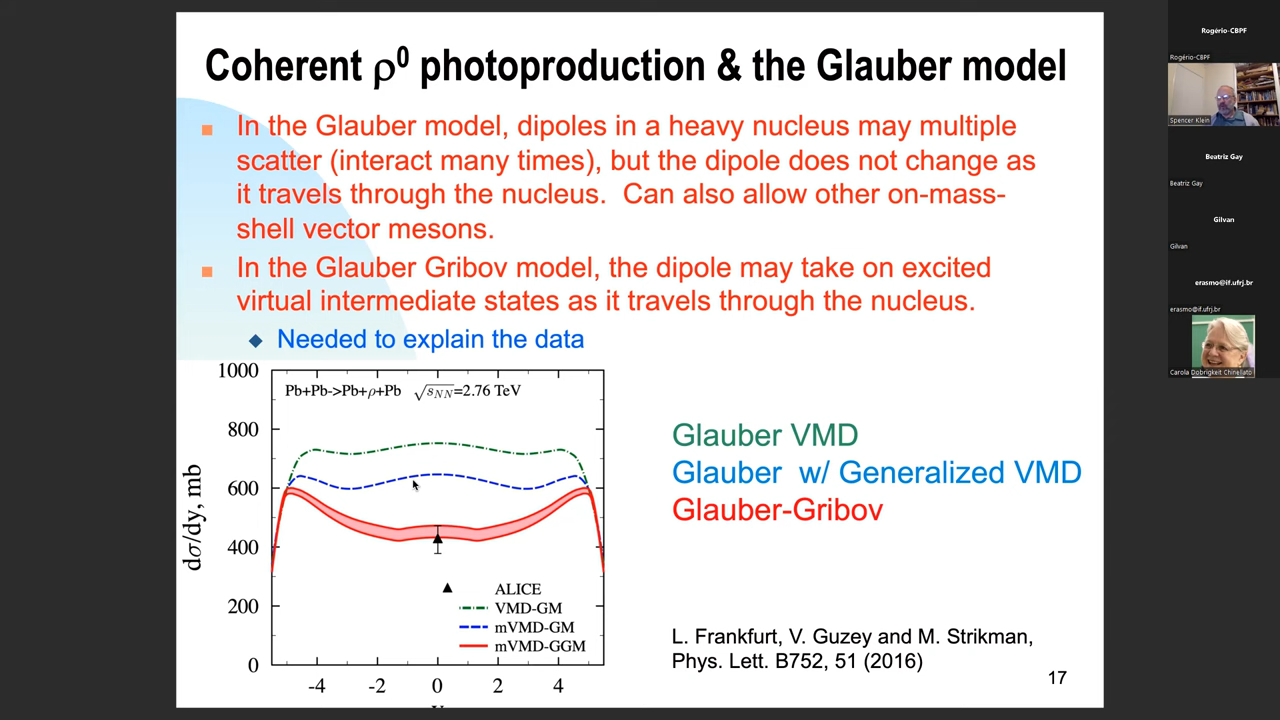 Coherent ρ⁰ photoproduction & the Glauber model
In the Glauber model, dipoles in a heavy nucleus may multiple
scatter (interact many times), but the dipole does not change as
it travels through the nucleus. Can also allow other on-mass-
shell vector mesons.
In the Glauber Gribov model, the dipole may take on excited
virtual intermediate states as it travels through the nucleus.
Needed to explain the data
Pb+Pb->Pb+ρ+Pb √sNN=2.76 TeV
dσ/dy, mb
1000
800
600
400
200
0
-4 -2 0 2 4
ALICE
VMD-GM
mVMD-GM
mVMD-GGM
Glauber VMD
Glauber w/ Generalized VMD
Glauber-Gribov
L. Frankfurt, V. Guzey and M. Strikman,
Phys. Lett. B752, 51 (2016)
17
Rogério-CBPF
Rogério-CBPF
Spencer Klein
Beatriz Gay
Beatriz Gay
Gilvan
Gilvan
erasmo@if.ufrj.br
erasmo@if.ufrj.br
Carola Dobrigkeit Chinellato